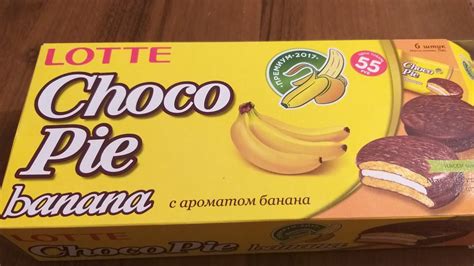 LOTTE
Choco
Pie
banana
с ароматом банана
ПРЕМИУМ-2017
55
6 штук
Choco
Pie
LOTTE
Choco Pie